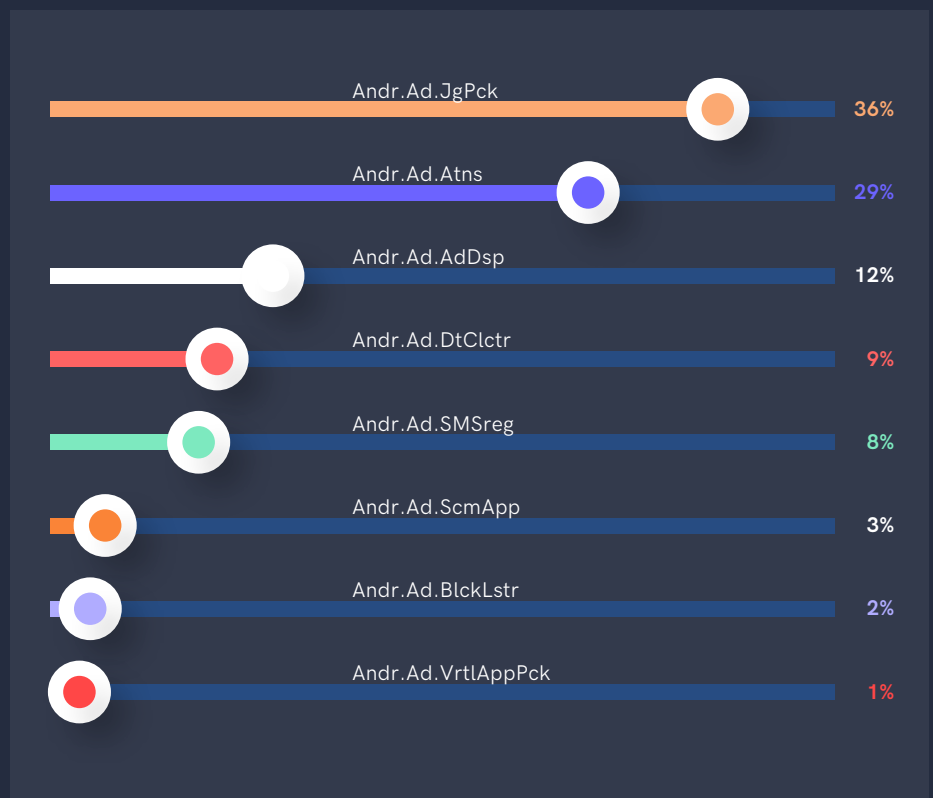 Andr.Ad.JgPck
36%
Andr.Ad.Atns
29%
Andr.Ad.AdDsp
12%
Andr.Ad.DtClctr
9%
Andr.Ad.SMSreg
8%
Andr.Ad.ScmApp
3%
Andr.Ad.BlckLstr
2%
Andr.Ad.VrtlAppPck
1%